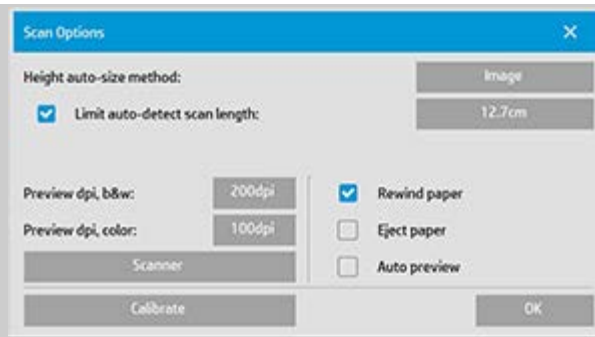 Scan Options
Height auto-size method: Image
Limit auto-detect scan length: 12.7cm
Preview dpi, b&w: 200dpi
Rewind paper
Preview dpi, color: 100dpi
Eject paper
Scanner
Auto preview
Calibrate
OK